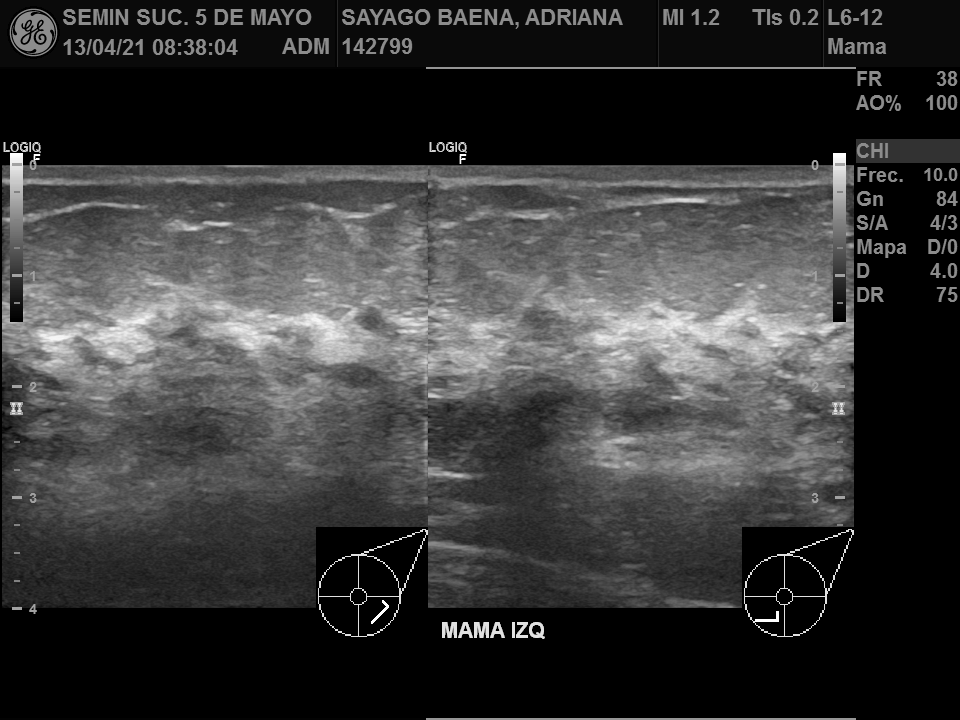 SEMIN SUC. 5 DE MAYO
13/04/21 08:38:04 ADM
SAYAGO BAENA, ADRIANA
142799
MI 1.2 TIs 0.2
L6-12
Mama
FR 38
AO% 100
CHI
Frec. 10.0
Gn 84
S/A 4/3
Mapa D/0
D 4.0
DR 75
LOGIQ
F
LOGIQ
F
0
1
2
3
4
0
1
2
3
MAMA IZQ